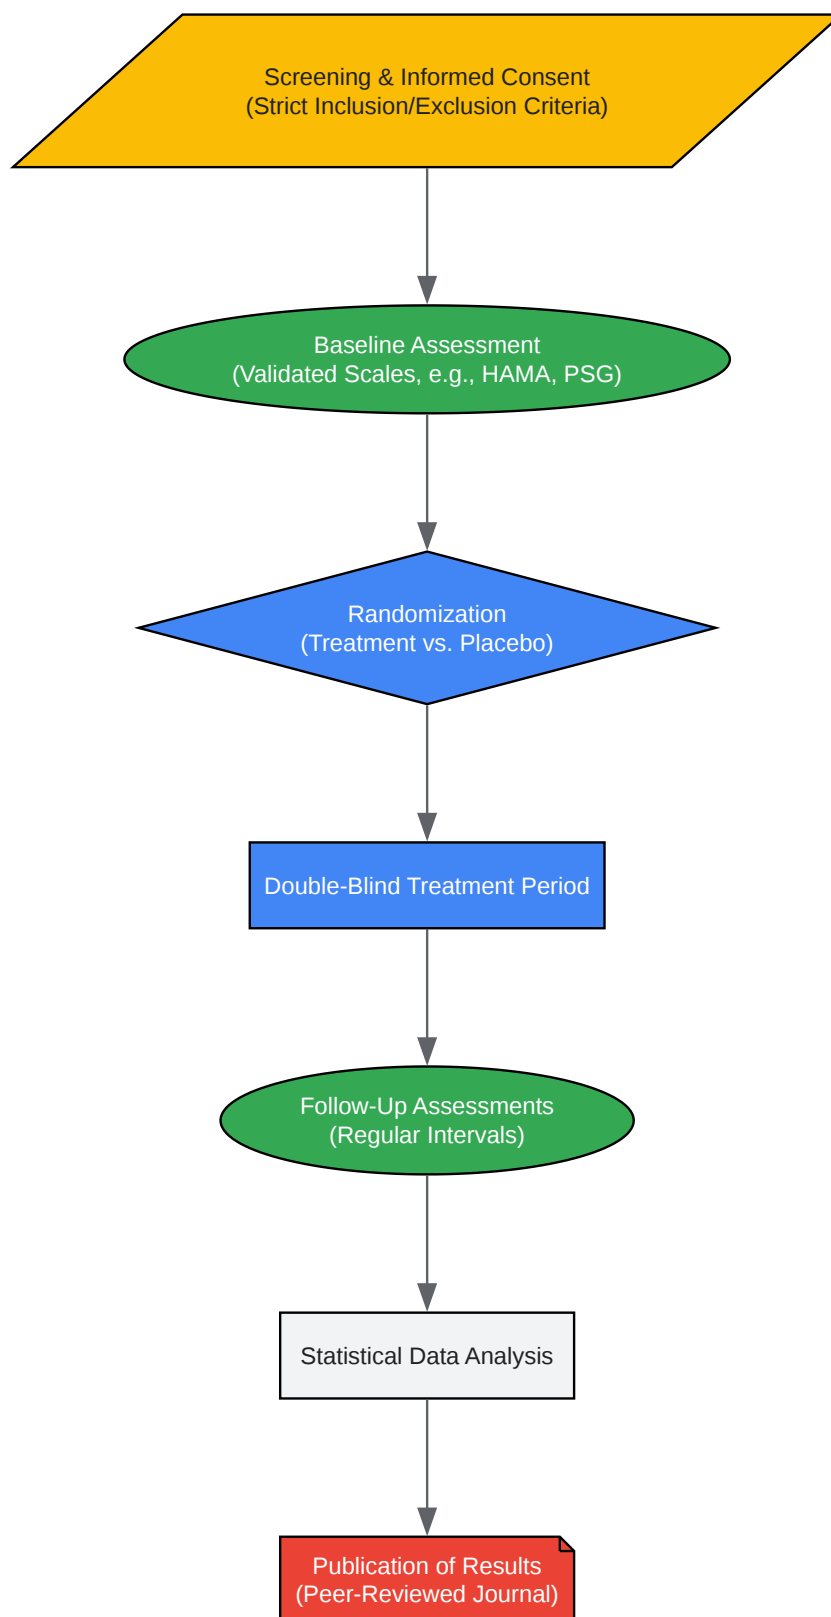 Screening & Informed Consent
(Strict Inclusion/Exclusion Criteria)
Baseline Assessment
(Validated Scales, e.g., HAMA, PSG)
Randomization
(Treatment vs. Placebo)
Double-Blind Treatment Period
Follow-Up Assessments
(Regular Intervals)
Statistical Data Analysis
Publication of Results
(Peer-Reviewed Journal)